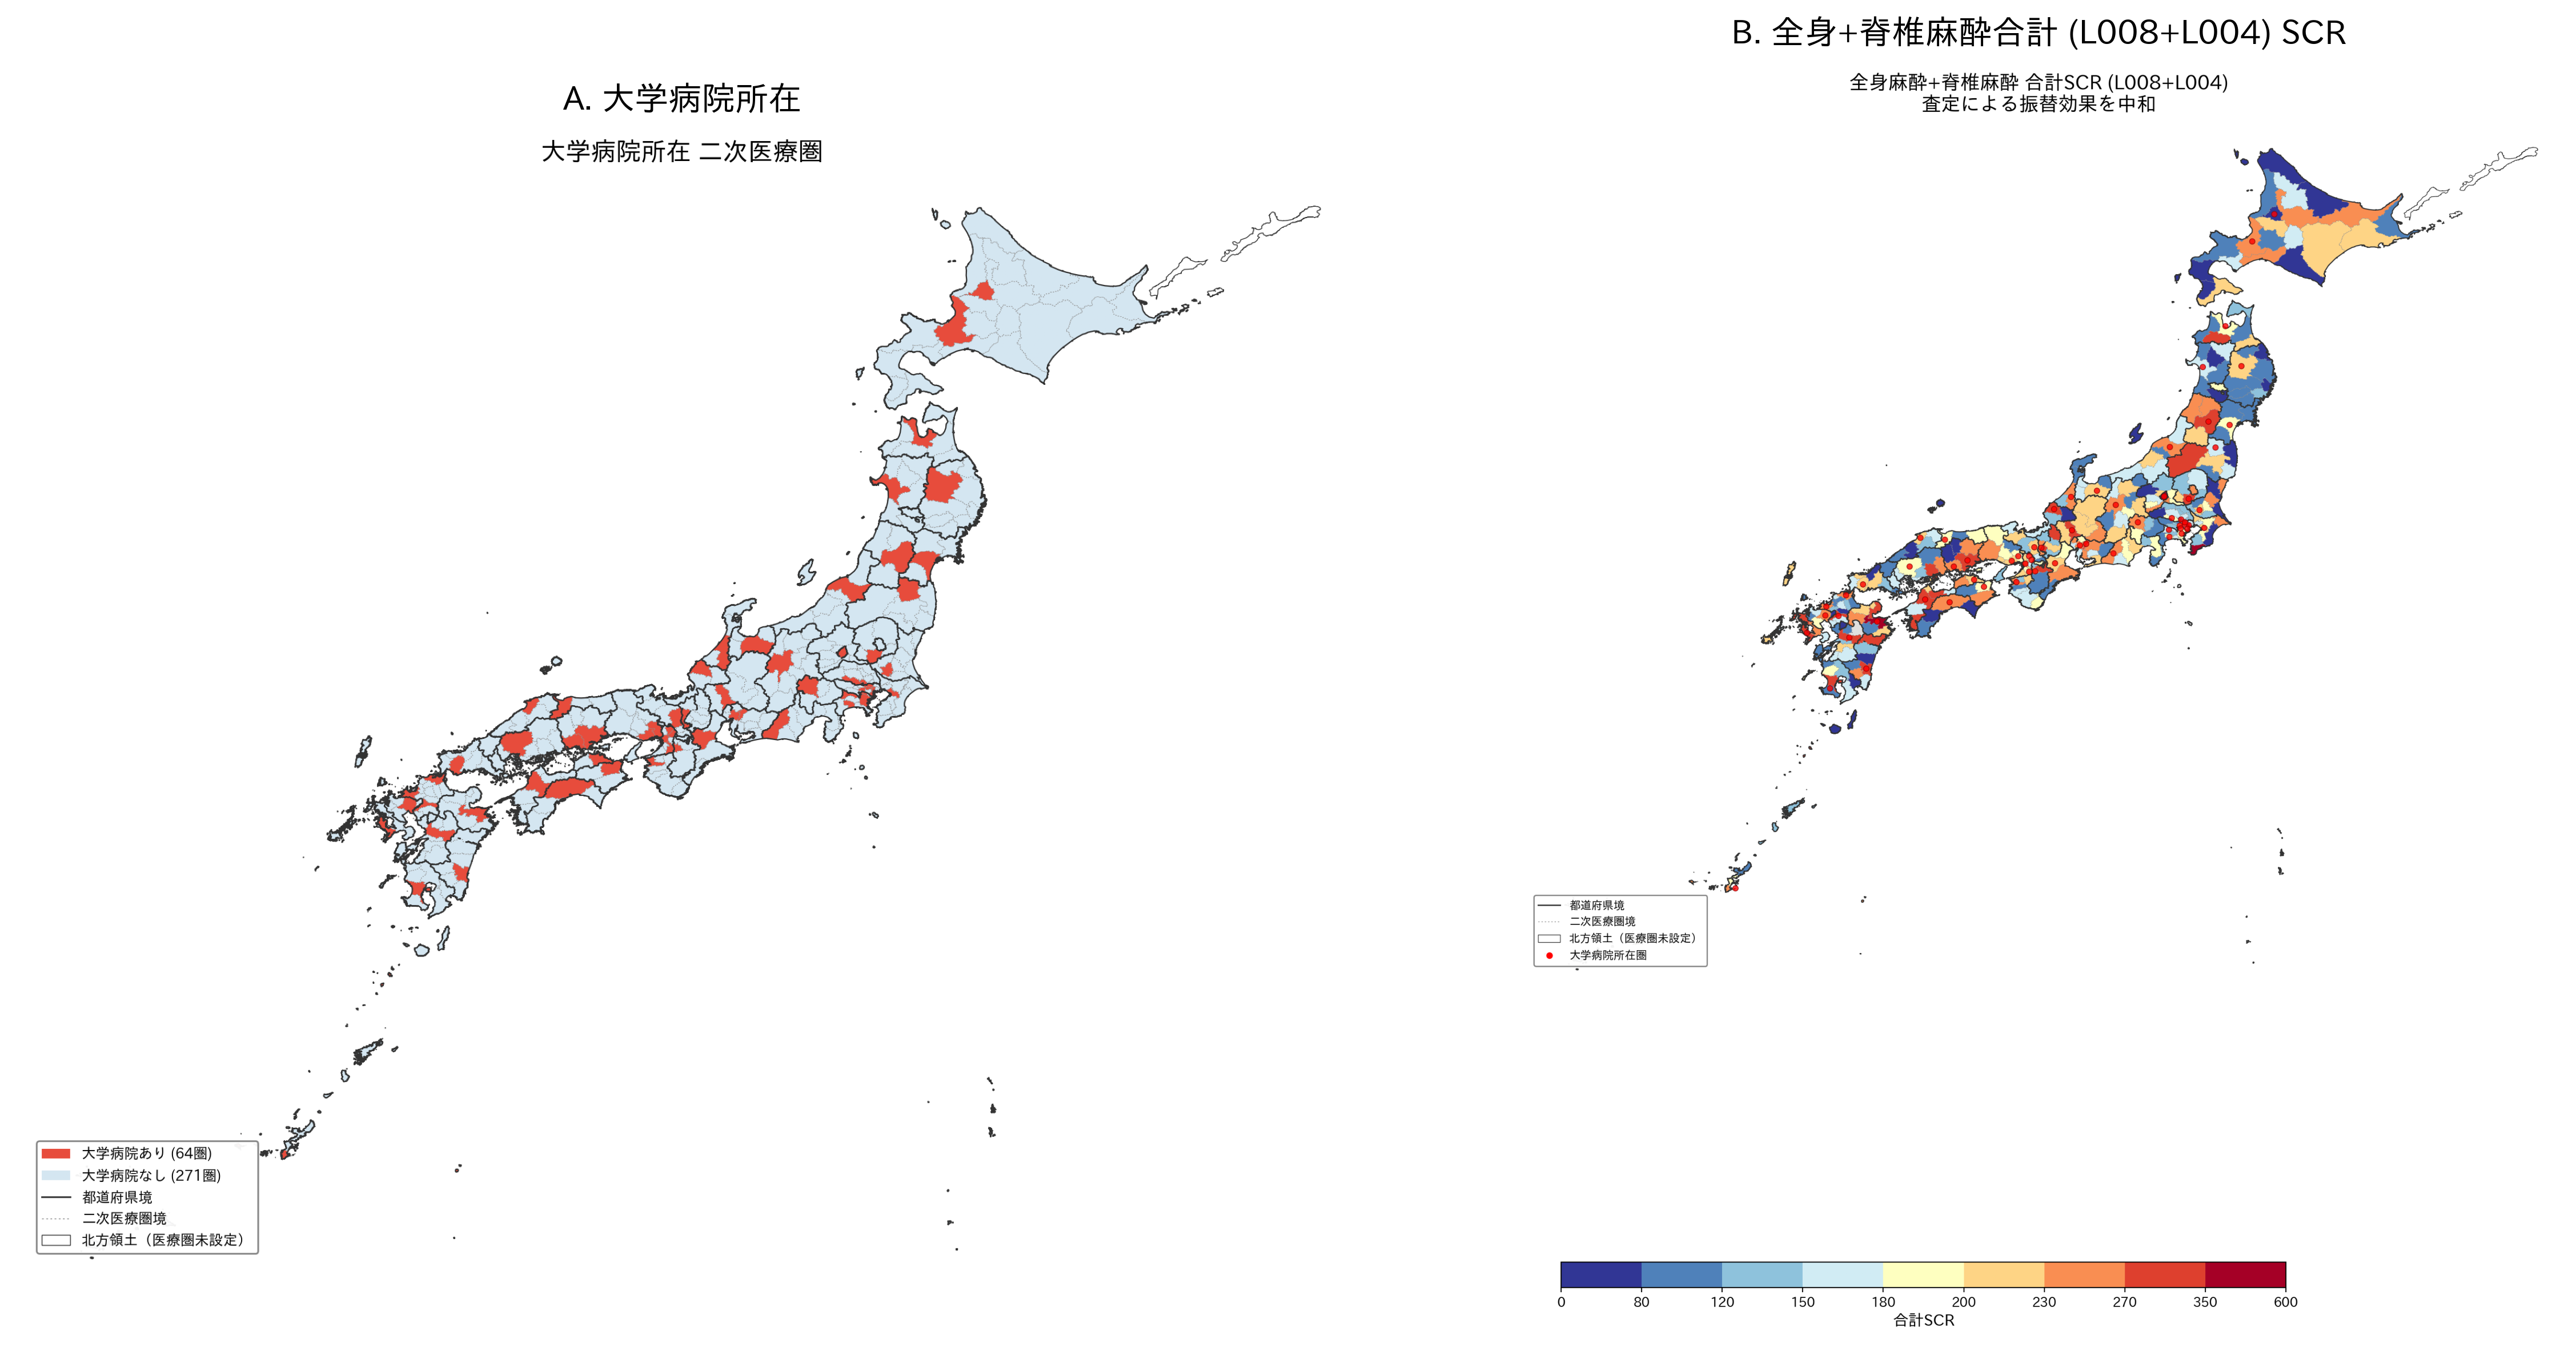 A. 大学病院所在
大学病院所在 二次医療圏
大学病院あり (64圏)
大学病院なし (271圏)
都道府県境
二次医療圏境
北方領土（医療圏未設定）
B. 全身+脊椎麻酔合計 (L008+L004) SCR
全身麻酔+脊椎麻酔 合計SCR (L008+L004)
査定による振替効果を中和
都道府県境
二次医療圏境
北方領土（医療圏未設定）
大学病院所在圏
0 80 120 150 180 200 230 270 350 600
合計SCR